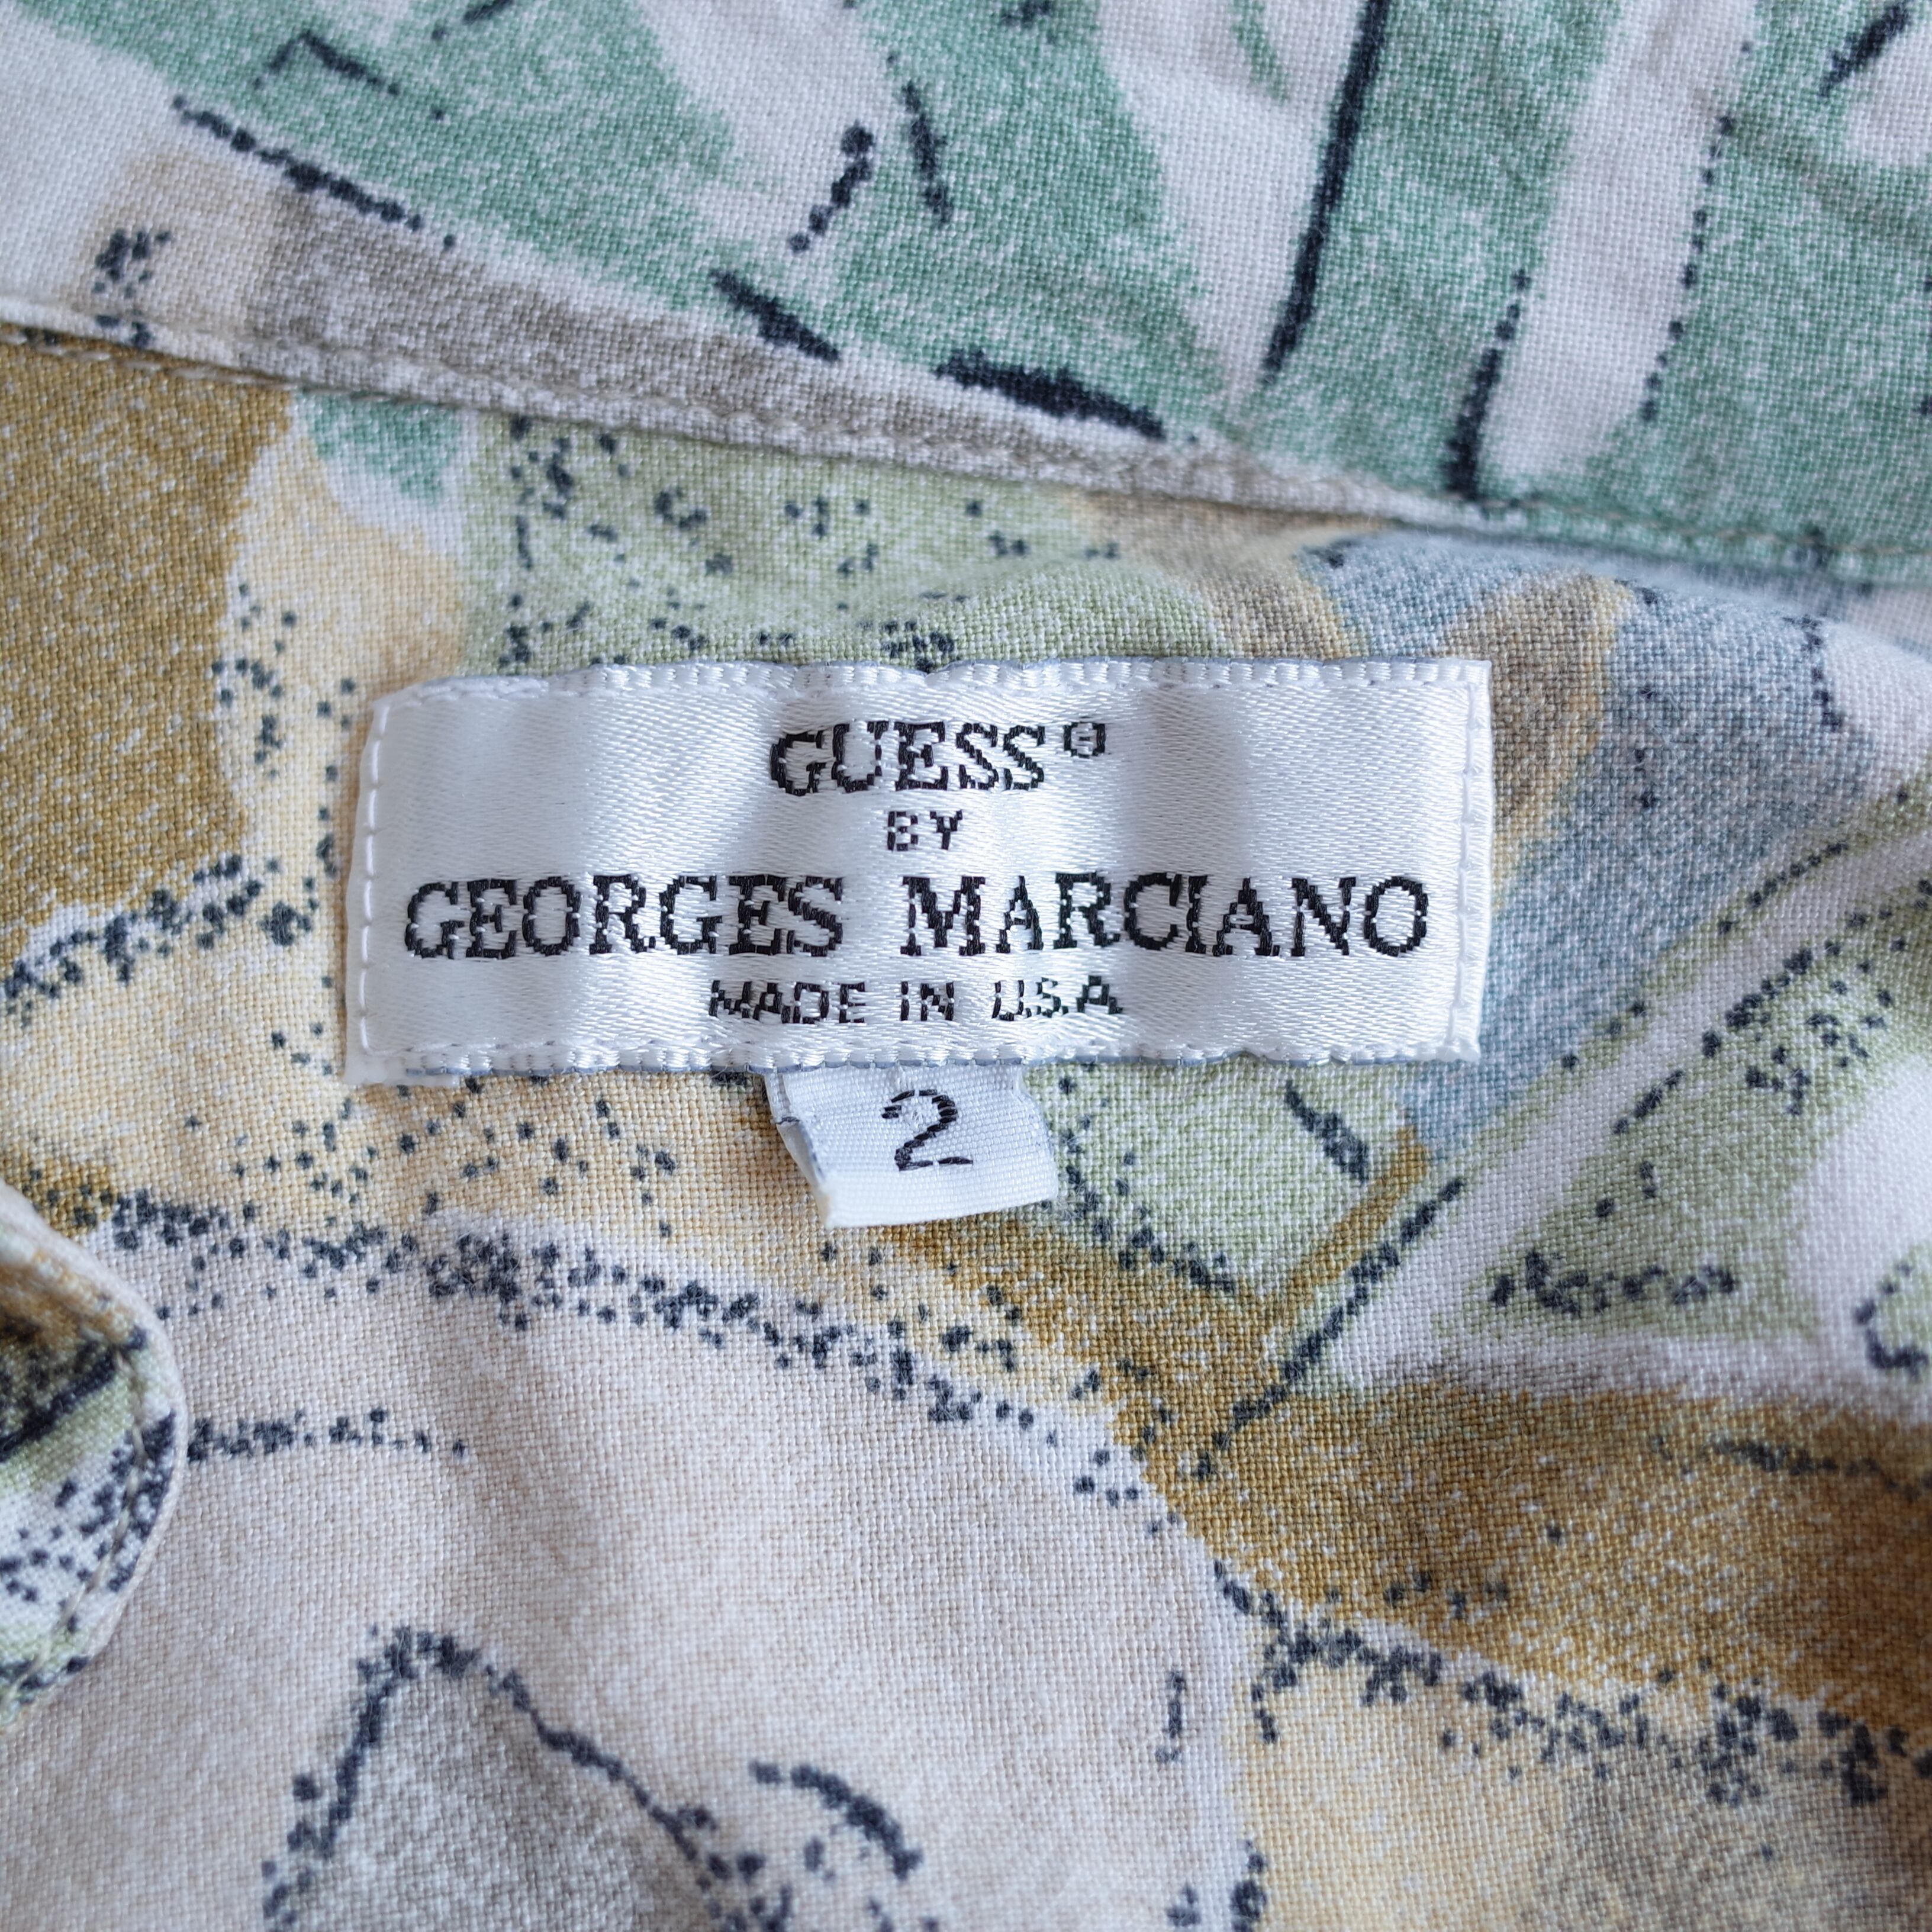 GUESS®
BY
GEORGES MARCIANO
MADE IN U.S.A
2